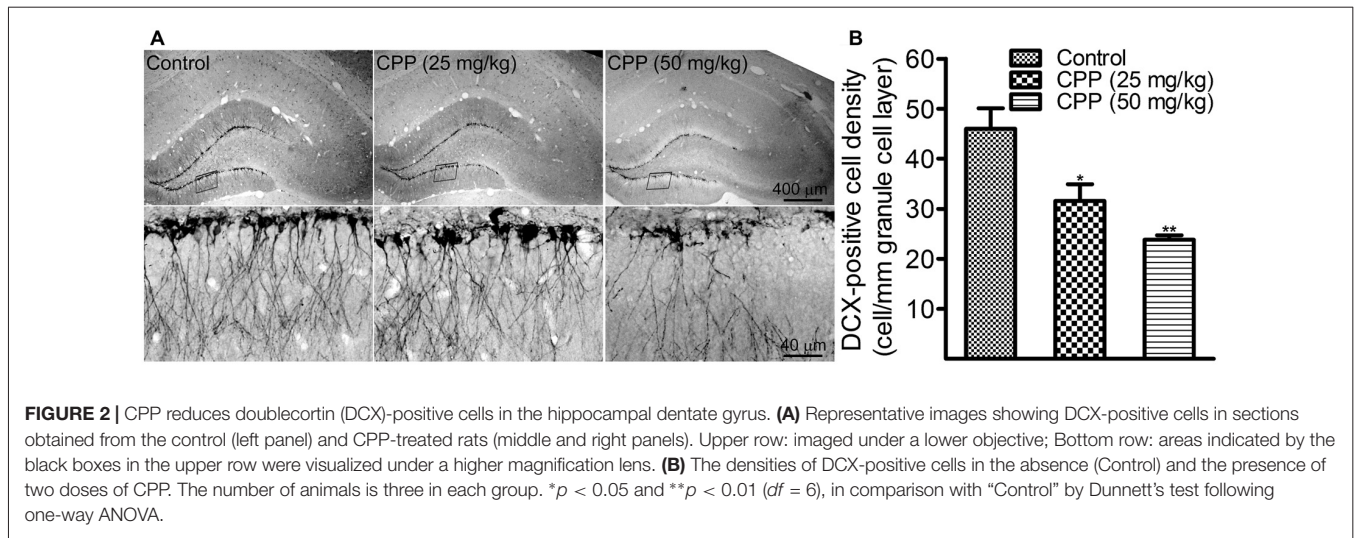 A
Control
CPP (25 mg/kg)
CPP (50 mg/kg)
400 μm
40 μm
B
DCX-positive cell density
(cell/mm granule cell layer)
60
50
40
30
20
10
Control
CPP (25 mg/kg)
CPP (50 mg/kg)
*
**
FIGURE 2 | CPP reduces doublecortin (DCX)-positive cells in the hippocampal dentate gyrus. (A) Representative images showing DCX-positive cells in sections
obtained from the control (left panel) and CPP-treated rats (middle and right panels). Upper row: imaged under a lower objective; Bottom row: areas indicated by the
black boxes in the upper row were visualized under a higher magnification lens. (B) The densities of DCX-positive cells in the absence (Control) and the presence of
two doses of CPP. The number of animals is three in each group. *p < 0.05 and **p < 0.01 (df = 6), in comparison with “Control” by Dunnett’s test following
one-way ANOVA.